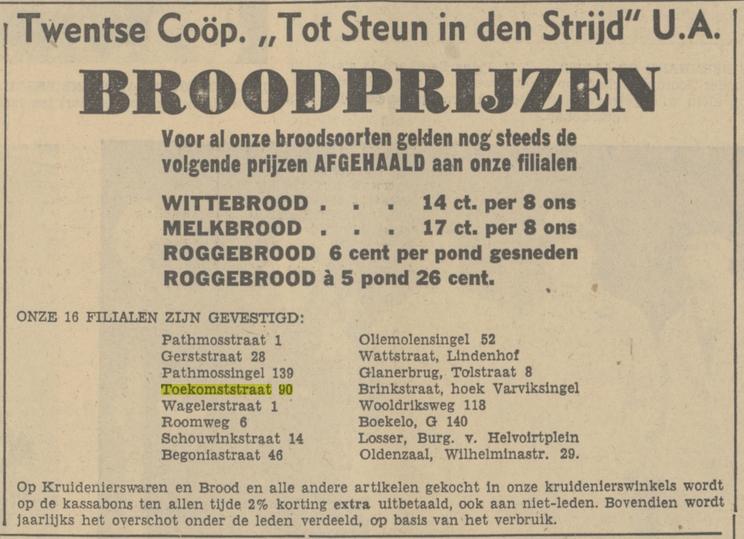 Twentse Coöp. „Tot Steun in den Strijd" U.A.
BROODPRIJZEN
Voor al onze broodsoorten gelden nog steeds de
volgende prijzen AFGEHAALD aan onze filialen
WITTEBROOD . . . 14 ct. per 8 ons
MELKBROOD . . . 17 ct. per 8 ons
ROGGEBROOD 6 cent per pond gesneden
ROGGEBROOD à 5 pond 26 cent.
ONZE 16 FILIALEN ZIJN GEVESTIGD:
Pathmosstraat 1
Gerststraat 28
Pathmossingel 139
Toekomststraat 90
Wagelerstraat 1
Roomweg 6
Schouwinkstraat 14
Begoniastraat 46
Oliemolensingel 52
Wattstraat, Lindenhof
Glanerbrug, Tolstraat 8
Brinkstraat, hoek Varviksingel
Wooldriksweg 118
Boekelo, G 140
Losser, Burg. v. Helvoirtplein
Oldenzaal, Wilhelminastr. 29.
Op Kruidenierswaren en Brood en alle andere artikelen gekocht in onze kruidenierswinkels wordt
op de kassabons ten allen tijde 2% korting extra uitbetaald, ook aan niet-leden. Bovendien wordt
jaarlijks het overschot onder de leden verdeeld, op basis van het verbruik.